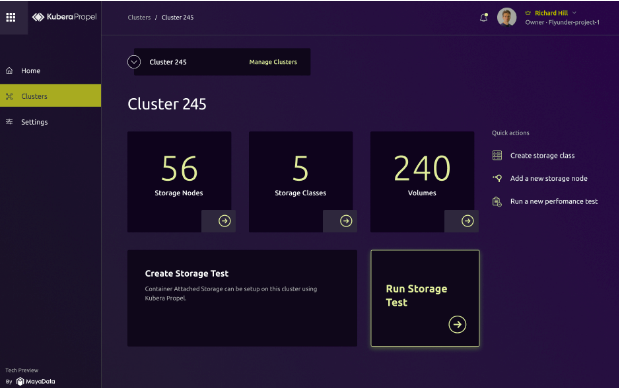 Kubera Propel
Clusters / Cluster 245
Richard Hill
Owner - Flyunder-project-1
Home
Clusters
Settings
Cluster 245
Manage Clusters
Cluster 245
56
Storage Nodes
5
Storage Classes
240
Volumes
Quick actions
Create storage class
Add a new storage node
Run a new perfomance test
Create Storage Test
Container Attached Storage can be setup on this cluster using
Kubera Propel.
Run Storage
Test
Tech Preview
By MayaData